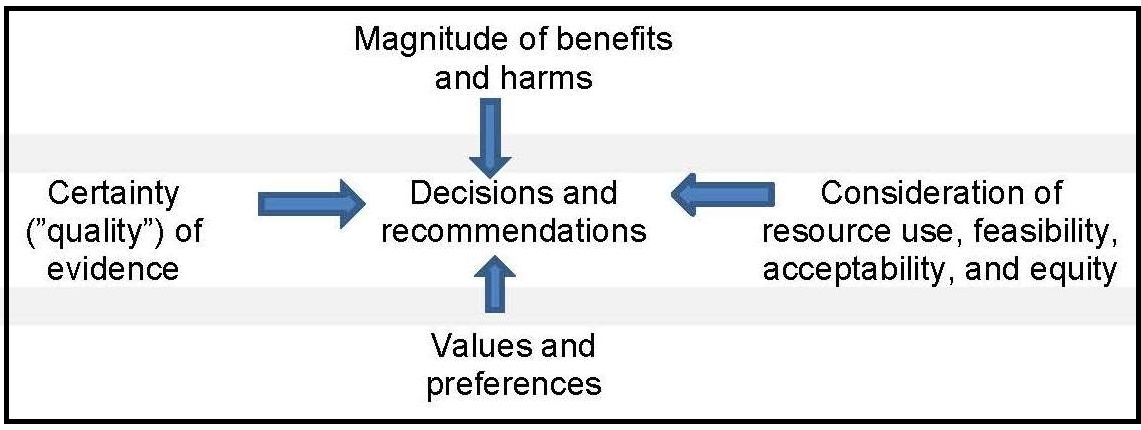 Magnitude of benefits
and harms
Certainty
(”quality”) of
evidence
Decisions and
recommendations
Consideration of
resource use, feasibility,
acceptability, and equity
Values and
preferences